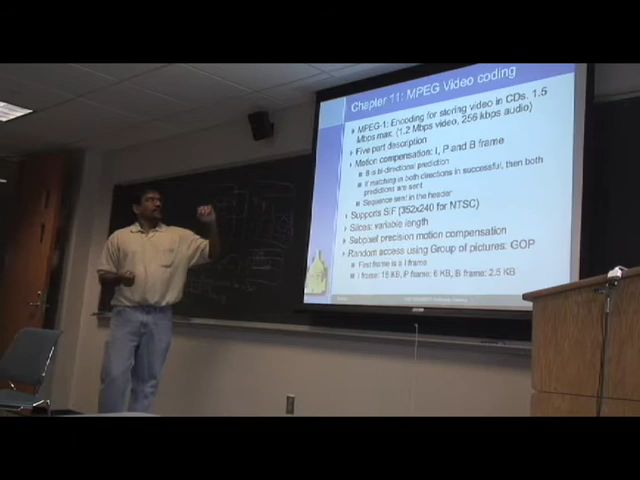 Chapter 11: MPEG Video coding
MPEG-1: Encoding for storing video in CDs. 1.5
Mbps max. (1.2 Mbps video, 256 kbps audio)
Five part description
Motion compensation: I, P and B frame
B is bi-directional prediction
If matching in both directions in successful, then both
predictions are sent
Sequence sent in the header
Supports SIF (352x240 for NTSC)
Slices: variable length
Subpixel precision motion compensation
Random access using Group of pictures: GOP
First frame is a I frame
I frame: 15 KB, P frame: 6 KB, B frame: 2.5 KB